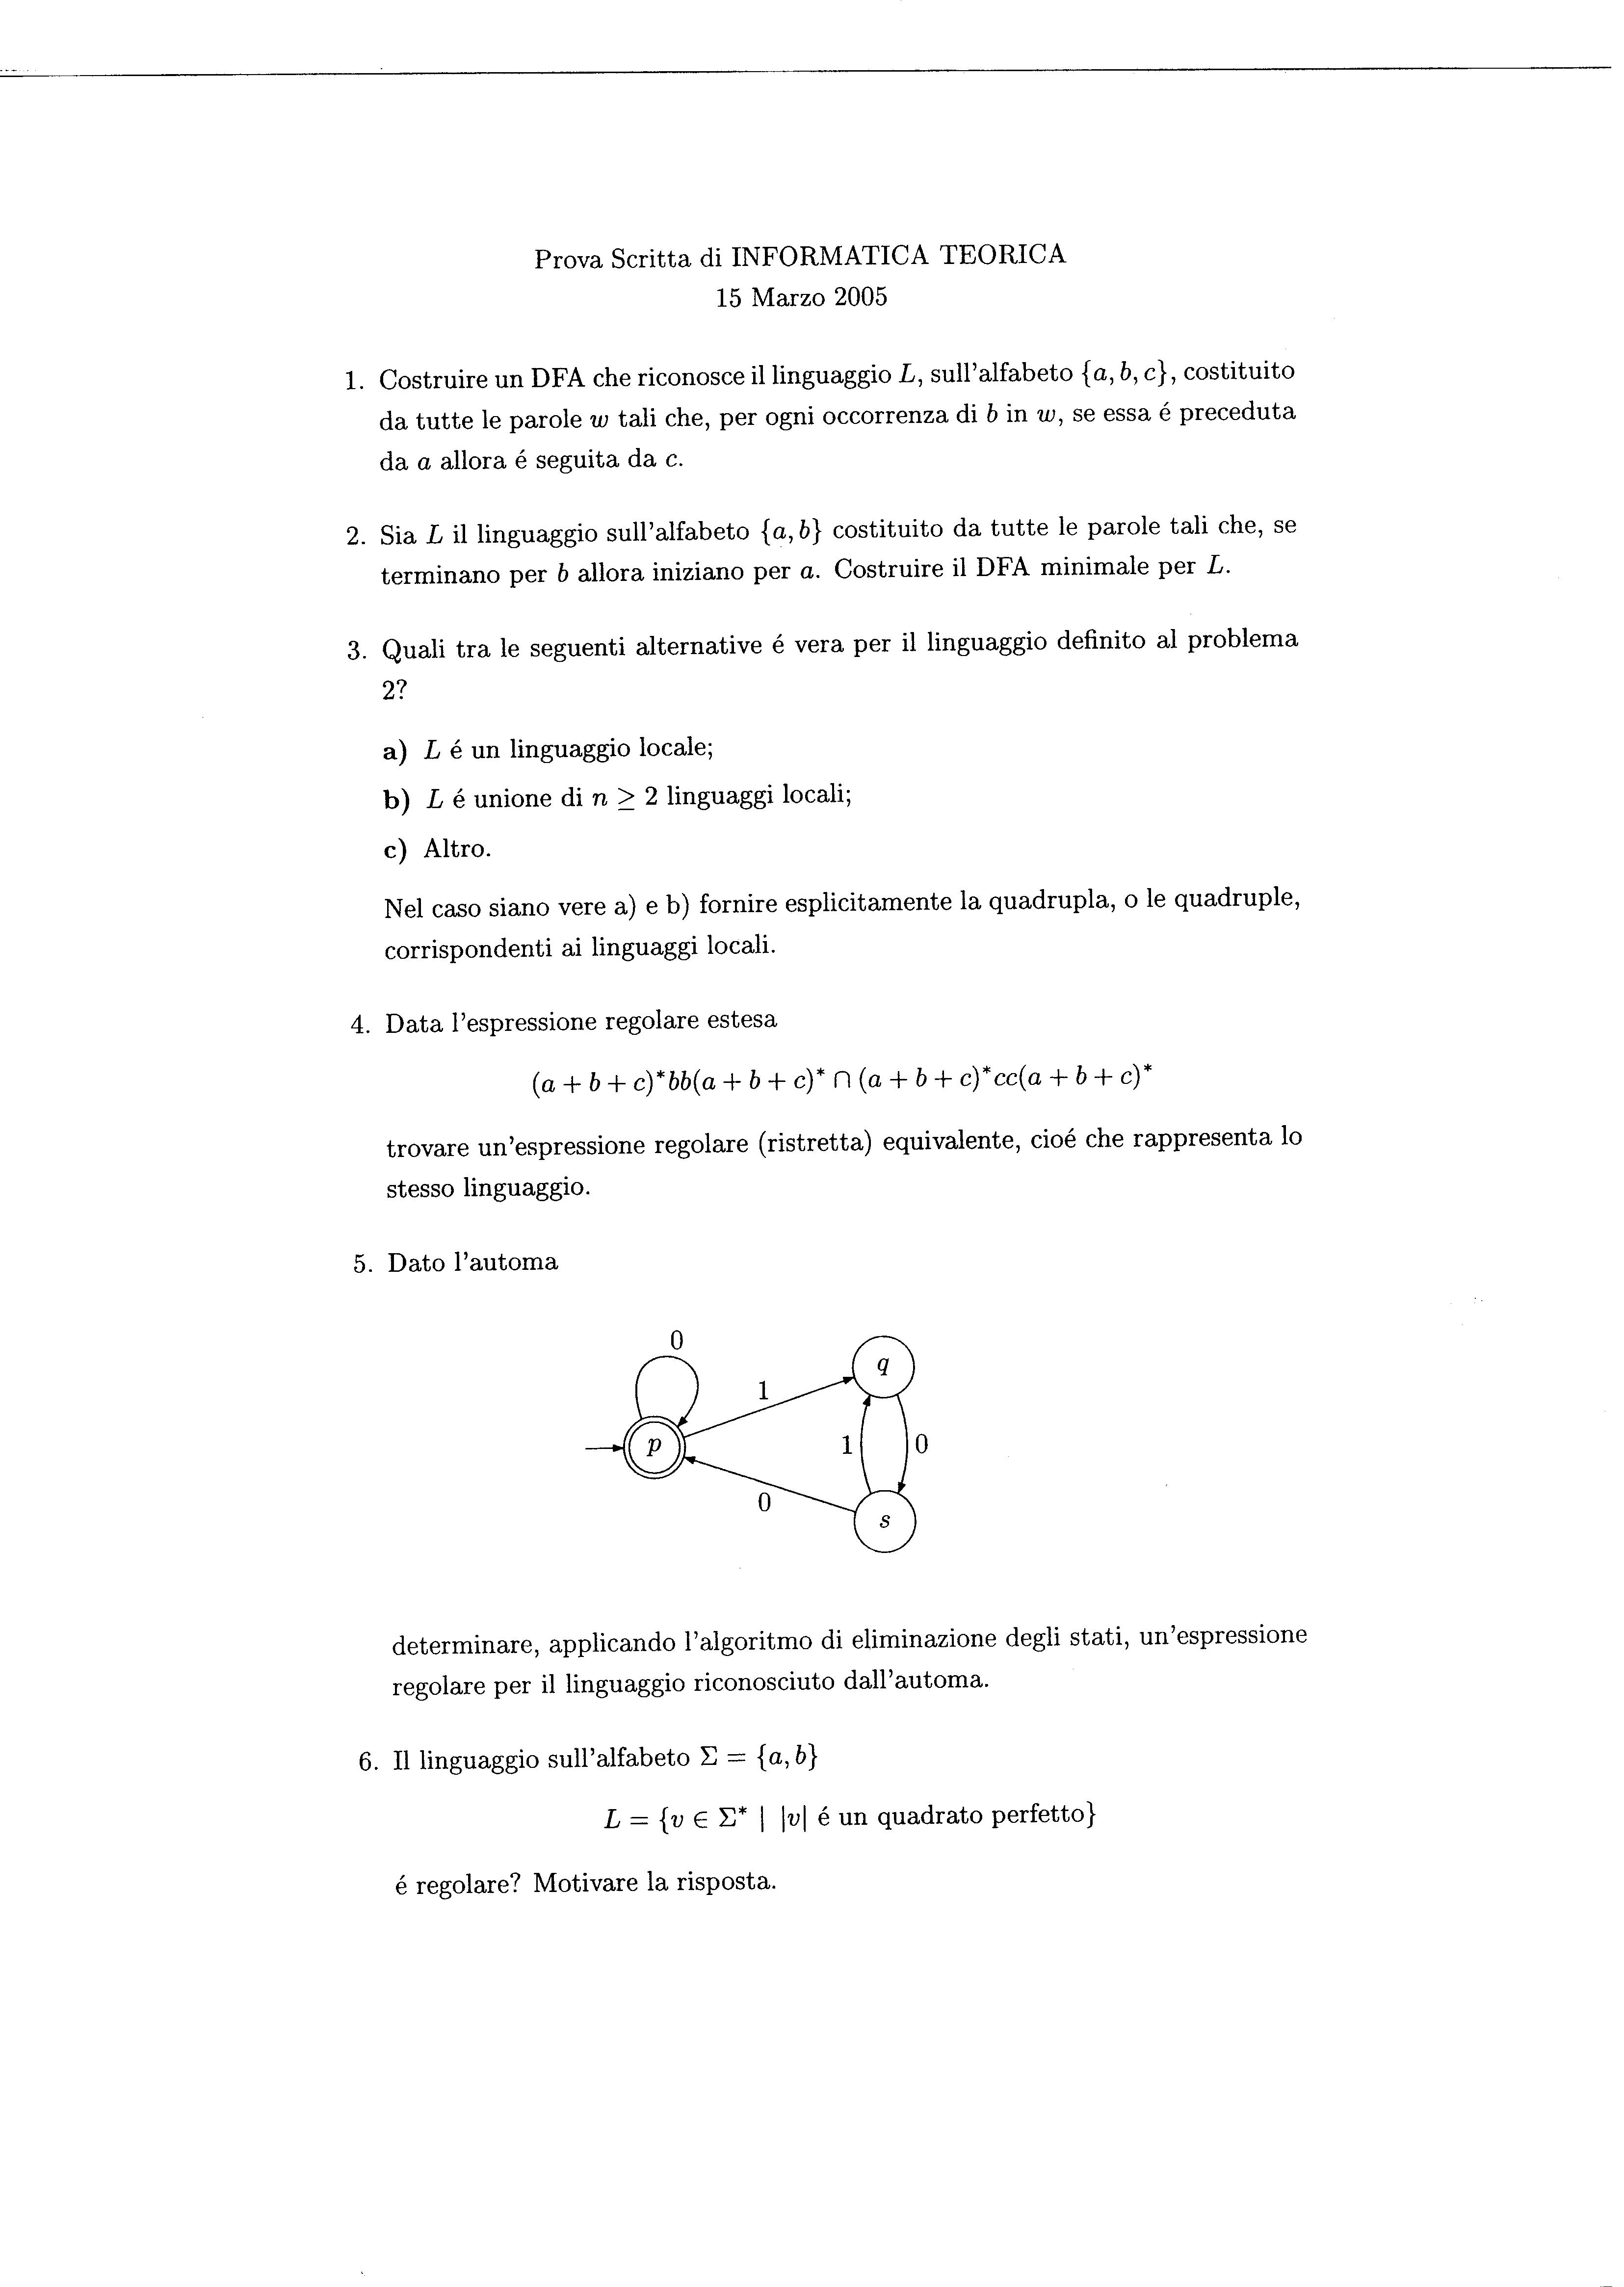 Prova Scritta di INFORMATICA TEORICA
15 Marzo 2005
1. Costruire un DFA che riconosce il linguaggio L, sull'alfabeto {a, b, c}, costituito
da tutte le parole w tali che, per ogni occorrenza di b in w, se essa é preceduta
da a allora é seguita da c.
2. Sia L il linguaggio sull'alfabeto {a, b} costituito da tutte le parole tali che, se
terminano per b allora iniziano per a. Costruire il DFA minimale per L.
3. Quali tra le seguenti alternative é vera per il linguaggio definito al problema
2?
a) L é un linguaggio locale;
b) L é unione di n ≥ 2 linguaggi locali;
c) Altro.
Nel caso siano vere a) e b) fornire esplicitamente la quadrupla, o le quadruple,
corrispondenti ai linguaggi locali.
4. Data l'espressione regolare estesa
(a + b + c)*bb(a + b + c)* ∩ (a + b + c)*cc(a + b + c)*
trovare un'espressione regolare (ristretta) equivalente, cioé che rappresenta lo
stesso linguaggio.
5. Dato l'automa
0
q
1
p
1
0
0
s
determinare, applicando l'algoritmo di eliminazione degli stati, un'espressione
regolare per il linguaggio riconosciuto dall'automa.
6. Il linguaggio sull'alfabeto Σ = {a, b}
L = {v ∈ Σ* | |v| é un quadrato perfetto}
é regolare? Motivare la risposta.